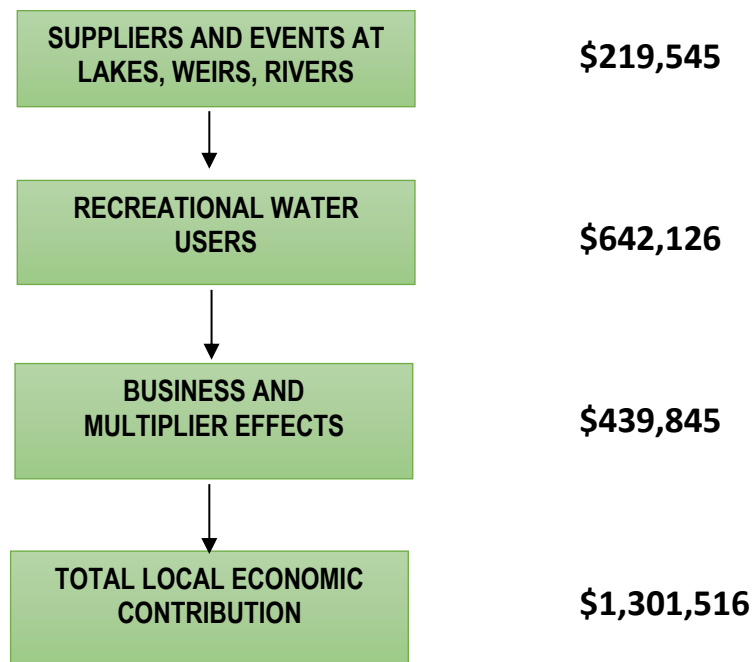 SUPPLIERS AND EVENTS AT
LAKES, WEIRS, RIVERS
$219,545
RECREATIONAL WATER
USERS
$642,126
BUSINESS AND
MULTIPLIER EFFECTS
$439,845
TOTAL LOCAL ECONOMIC
CONTRIBUTION
$1,301,516